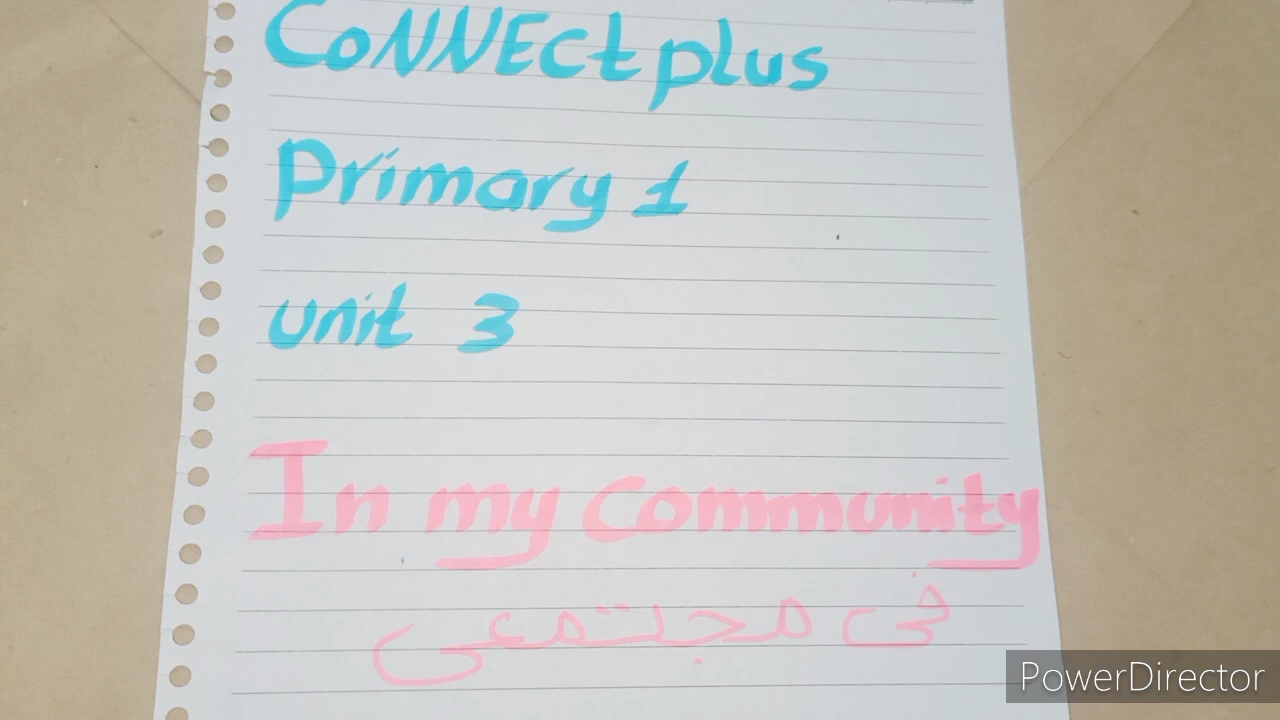 CoNNEct plus
Primary 1
unit 3
In my community
فى مجتمعى
PowerDirector